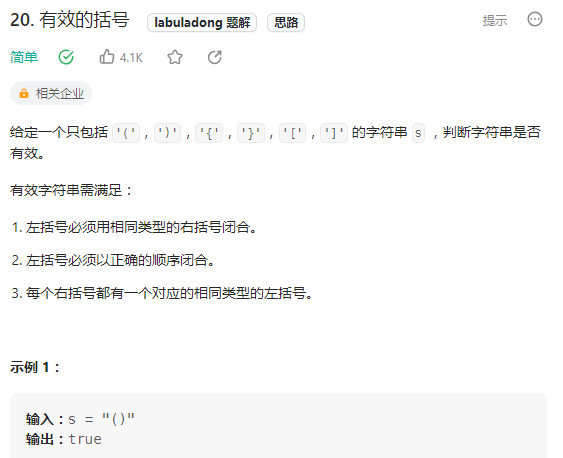 20. 有效的括号 labuladong 题解 思路 提示
简单 4.1K
相关企业
给定一个只包括 '(' , ')' , '{' , '}' , '[' , ']' 的字符串 s ，判断字符串是否
有效。
有效字符串需满足：
1. 左括号必须用相同类型的右括号闭合。
2. 左括号必须以正确的顺序闭合。
3. 每个右括号都有一个对应的相同类型的左括号。
示例 1：
输入：s = "()"
输出：true